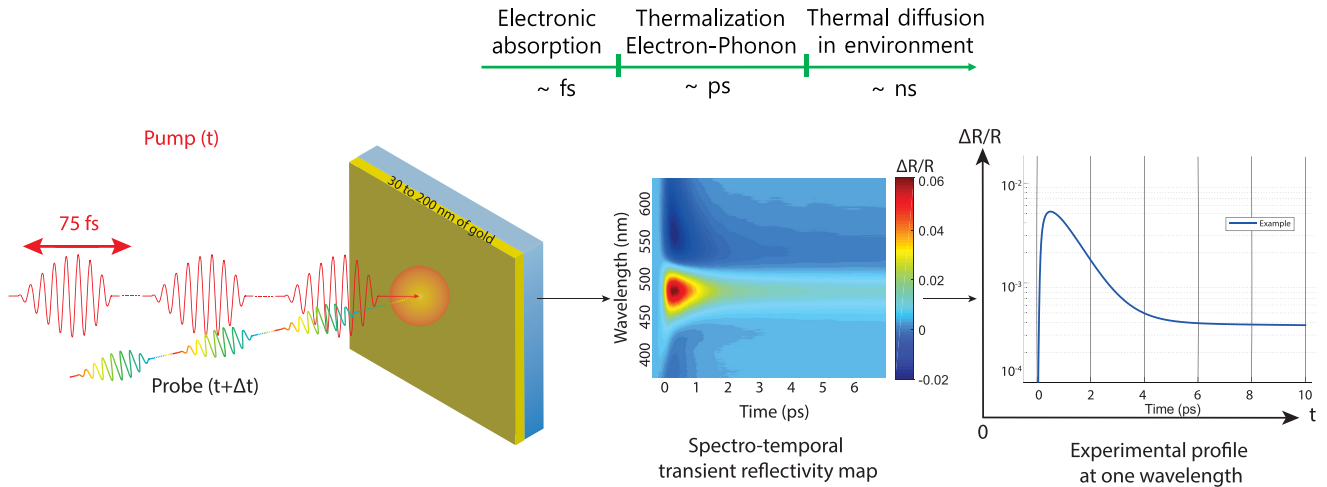 Electronic
absorption
Thermalization
Electron-Phonon
Thermal diffusion
in environment
~ fs
~ ps
~ ns
Pump (t)
75 fs
Probe (t+Δt)
30 to 200 nm of gold
Wavelength (nm)
600
550
500
450
400
0 1 2 3 4 5 6
Time (ps)
ΔR/R
0.06
0.04
0.02
0
-0.02
Spectro-temporal
transient reflectivity map
ΔR/R
10-2
10-3
10-4
Example
0 2 4 6 8 10
Time (ps)
0
t
Experimental profile
at one wavelength